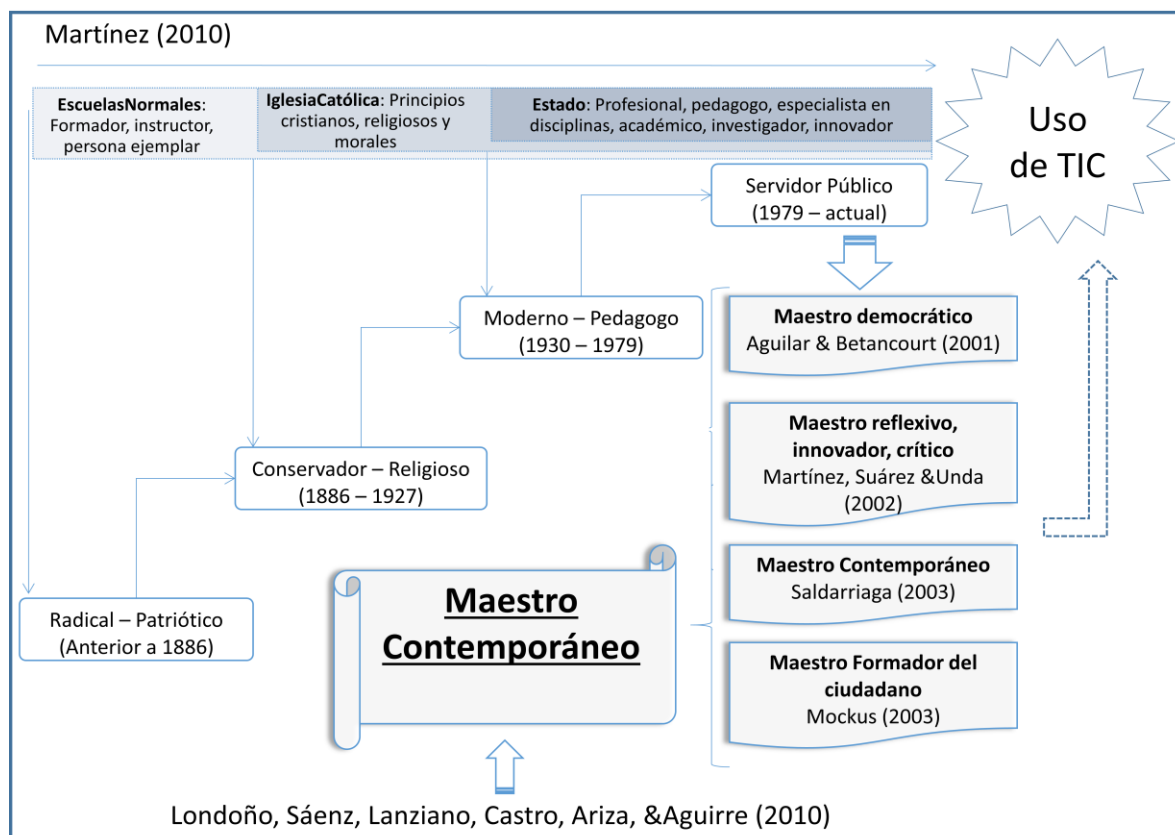 Martínez (2010)
EscuelasNormales:
Formador, instructor,
persona ejemplar
IglesiaCatólica: Principios
cristianos, religiosos y
morales
Estado: Profesional, pedagogo, especialista en
disciplinas, académico, investigador, innovador
Uso
de TIC
Servidor Público
(1979 – actual)
Moderno – Pedagogo
(1930 – 1979)
Conservador – Religioso
(1886 – 1927)
Radical – Patriótico
(Anterior a 1886)
Maestro democrático
Aguilar & Betancourt (2001)
Maestro reflexivo,
innovador, crítico
Martínez, Suárez &Unda
(2002)
Maestro Contemporáneo
Saldarriaga (2003)
Maestro Formador del
ciudadano
Mockus (2003)
Maestro
Contemporáneo
Londoño, Sáenz, Lanziano, Castro, Ariza, &Aguirre (2010)